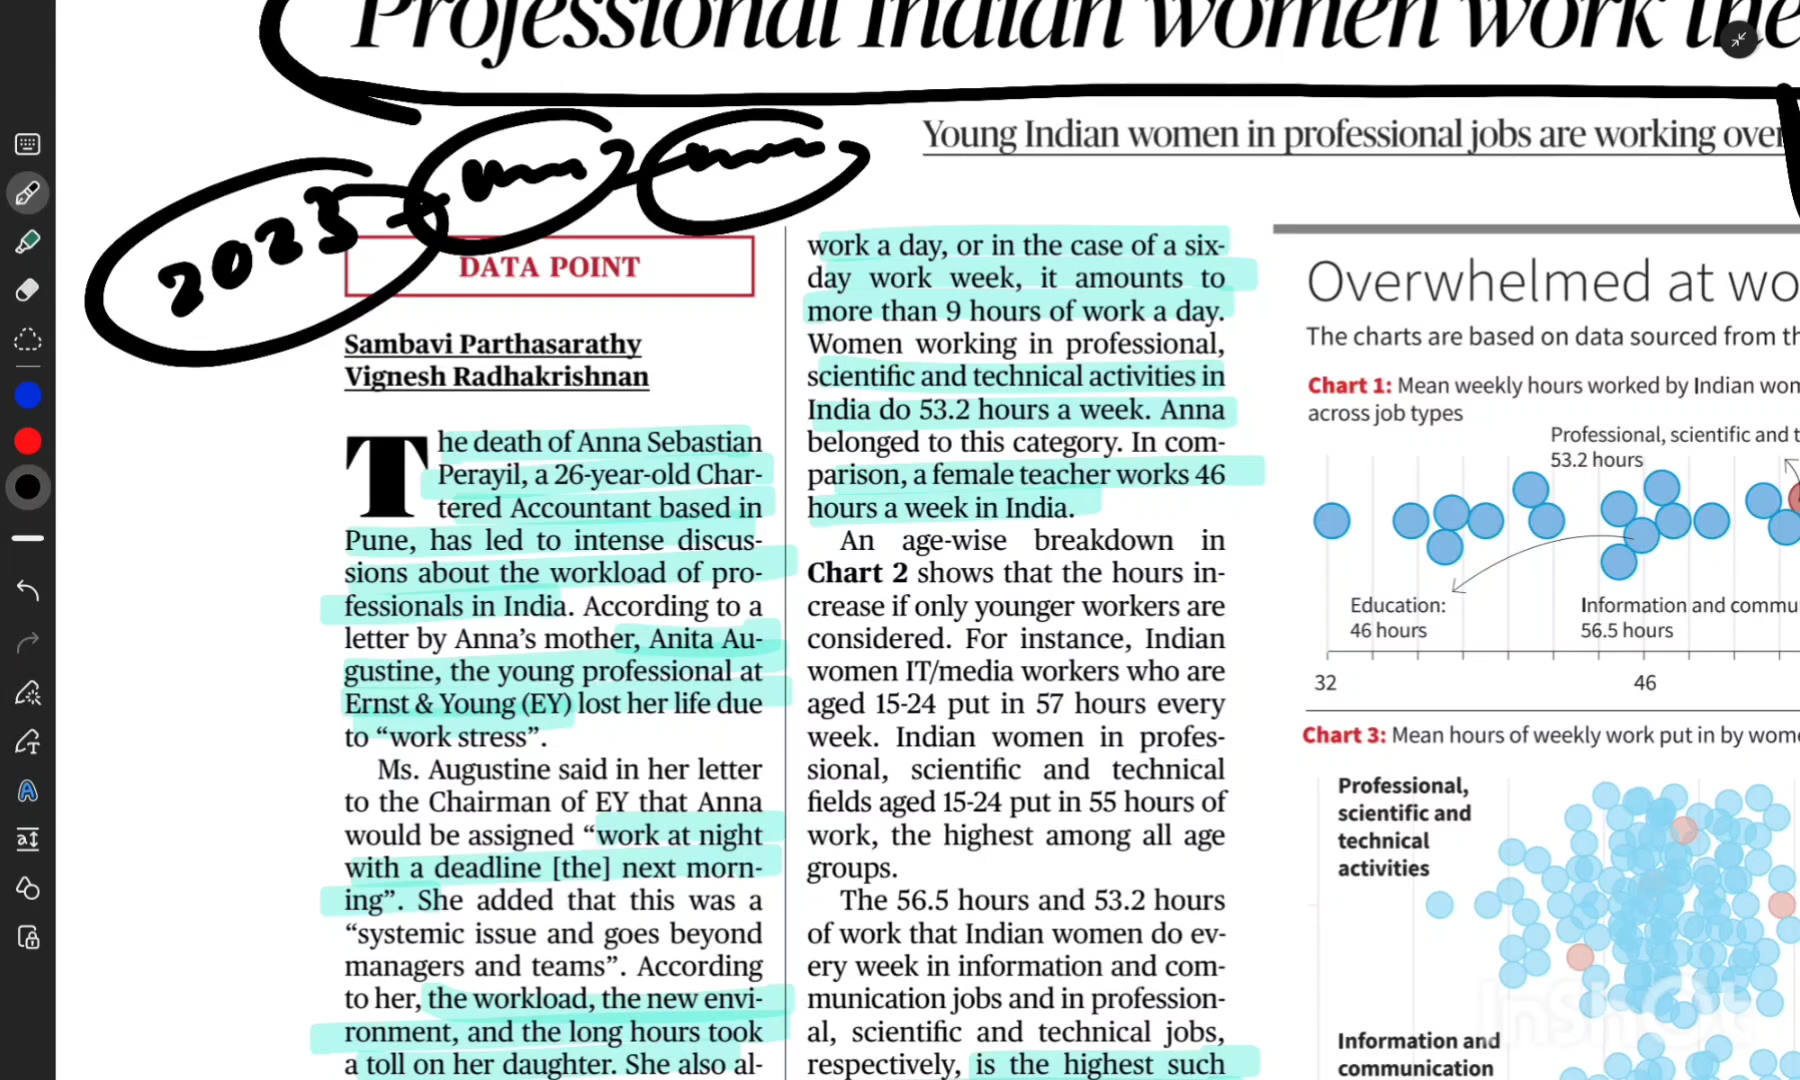 Professional Indian women work the
Young Indian women in professional jobs are working over
2023
DATA POINT
Sambavi Parthasarathy
Vignesh Radhakrishnan
The death of Anna Sebastian
Perayil, a 26-year-old Char-
tered Accountant based in
Pune, has led to intense discus-
sions about the workload of pro-
fessionals in India. According to a
letter by Anna's mother, Anita Au-
gustine, the young professional at
Ernst & Young (EY) lost her life due
to “work stress”.
Ms. Augustine said in her letter
to the Chairman of EY that Anna
would be assigned “work at night
with a deadline [the] next morn-
ing”. She added that this was a
“systemic issue and goes beyond
managers and teams”. According
to her, the workload, the new envi-
ronment, and the long hours took
a toll on her daughter. She also al-
work a day, or in the case of a six-
day work week, it amounts to
more than 9 hours of work a day.
Women working in professional,
scientific and technical activities in
India do 53.2 hours a week. Anna
belonged to this category. In com-
parison, a female teacher works 46
hours a week in India.
An age-wise breakdown in
Chart 2 shows that the hours in-
crease if only younger workers are
considered. For instance, Indian
women IT/media workers who are
aged 15-24 put in 57 hours every
week. Indian women in profes-
sional, scientific and technical
fields aged 15-24 put in 55 hours of
work, the highest among all age
groups.
The 56.5 hours and 53.2 hours
of work that Indian women do ev-
ery week in information and com-
munication jobs and in profession-
al, scientific and technical jobs,
respectively, is the highest such
Overwhelmed at wo
The charts are based on data sourced from th
Chart 1: Mean weekly hours worked by Indian wom
across job types
Professional, scientific and t
53.2 hours
Education:
46 hours
Information and commu
56.5 hours
32 46
Chart 3: Mean hours of weekly work put in by wome
Professional,
scientific and
technical
activities
Information and
communication
InShOt